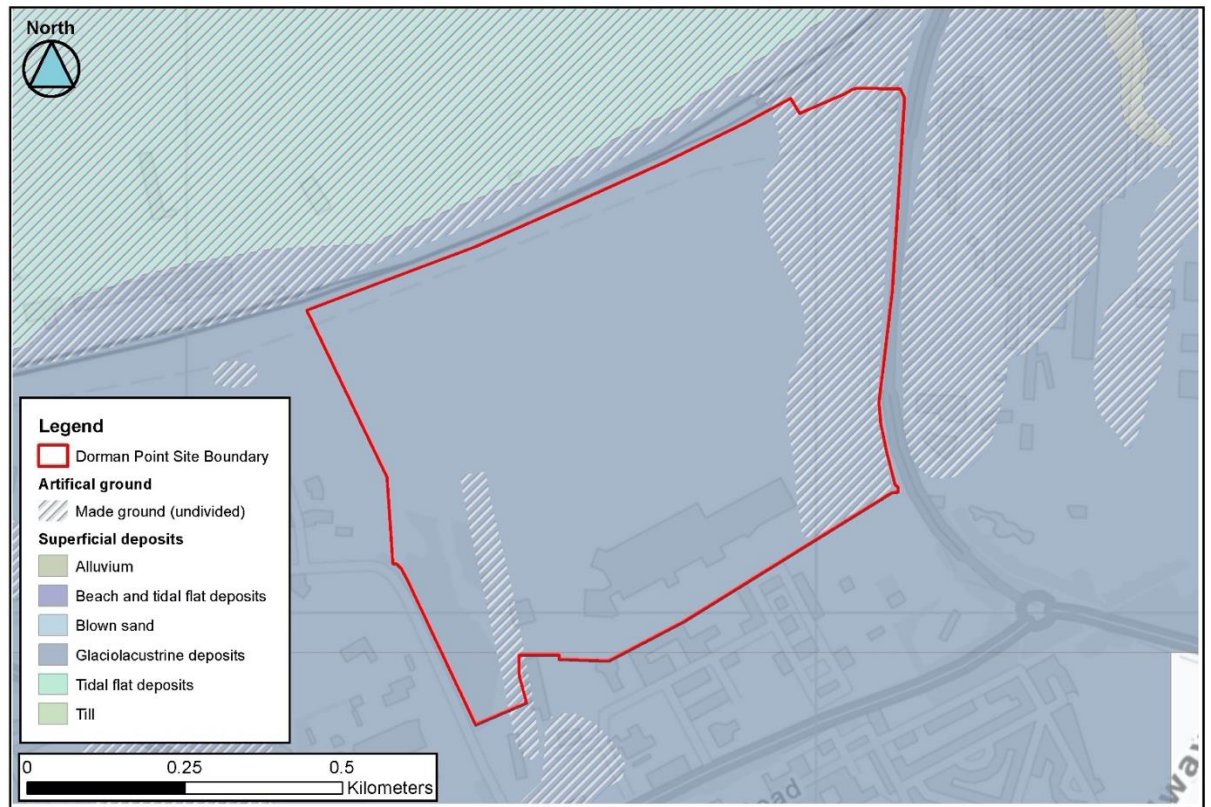 North
Legend
Dorman Point Site Boundary
Artifical ground
Made ground (undivided)
Superficial deposits
Alluvium
Beach and tidal flat deposits
Blown sand
Glaciolacustrine deposits
Tidal flat deposits
Till
0 0.25 0.5
Kilometers